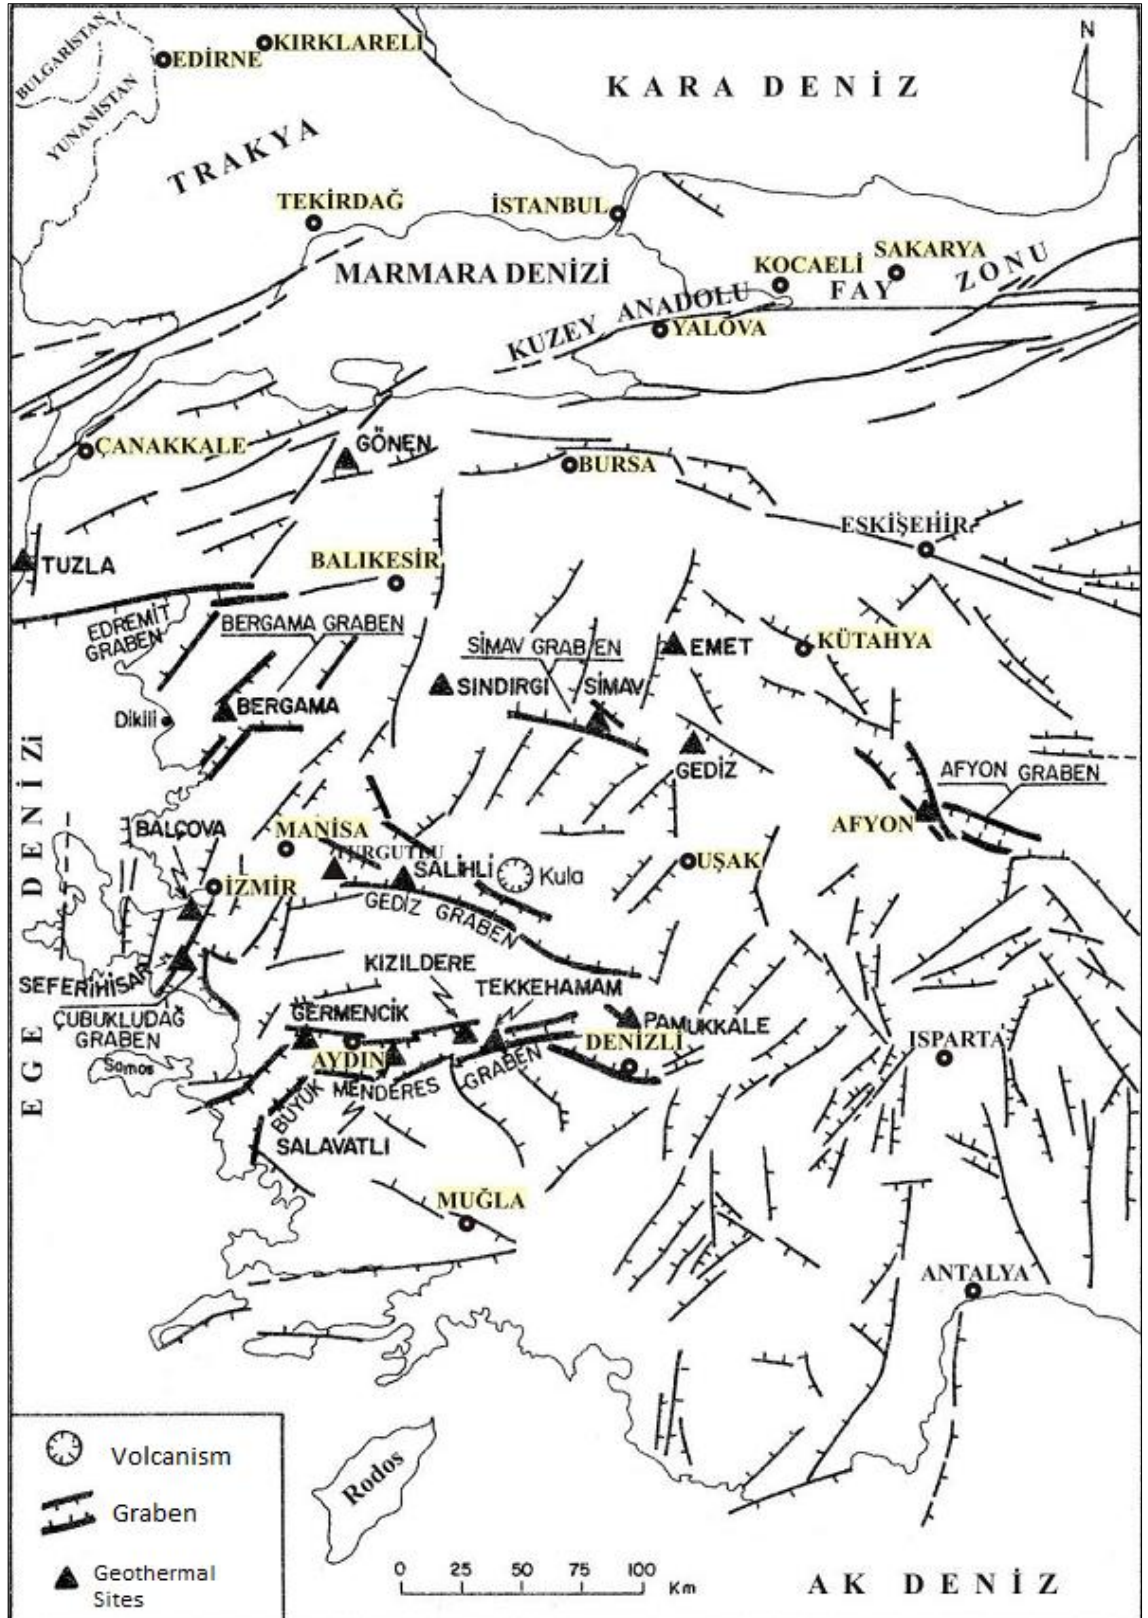 BULGARİSTAN
YUNANİSTAN
EDİRNE
KIRKLARELİ
KARA DENİZ
N
TRAKYA
TEKİRDAĞ
İSTANBUL
MARMARA DENİZİ
KOCAELİ
SAKARYA
KUZEY ANADOLU FAY ZONU
YALOVA
ÇANAKKALE
GÖNEN
BURSA
ESKİŞEHİR
TUZLA
BALIKESİR
EDREMIT
GRABEN
BERGAMA GRABEN
SİMAV GRABEN
EMET
KÜTAHYA
SINDIRGI
SİMAV
BERGAMA
Dikili
GEDİZ
AFYON GRABEN
AFYON
EGE DENİZİ
BALÇOVA
MANİSA
TURGUTLU
SALİHLİ
Kula
UŞAK
İZMİR
GEDİZ GRABEN
SEFERİHİSAR
KIZILDERE
TEKKEHAMAM
ÇUBUKLUDAĞ
GRABEN
GERMENCİK
PAMUKKALE
Samos
AYDIN
DENİZLİ
ISPARTA
BÜYÜK MENDERES GRABEN
SALAVATLI
MUĞLA
ANTALYA
Rodos
Volcanism
Graben
Geothermal
Sites
0 25 50 75 100
Km
AK DENİZ